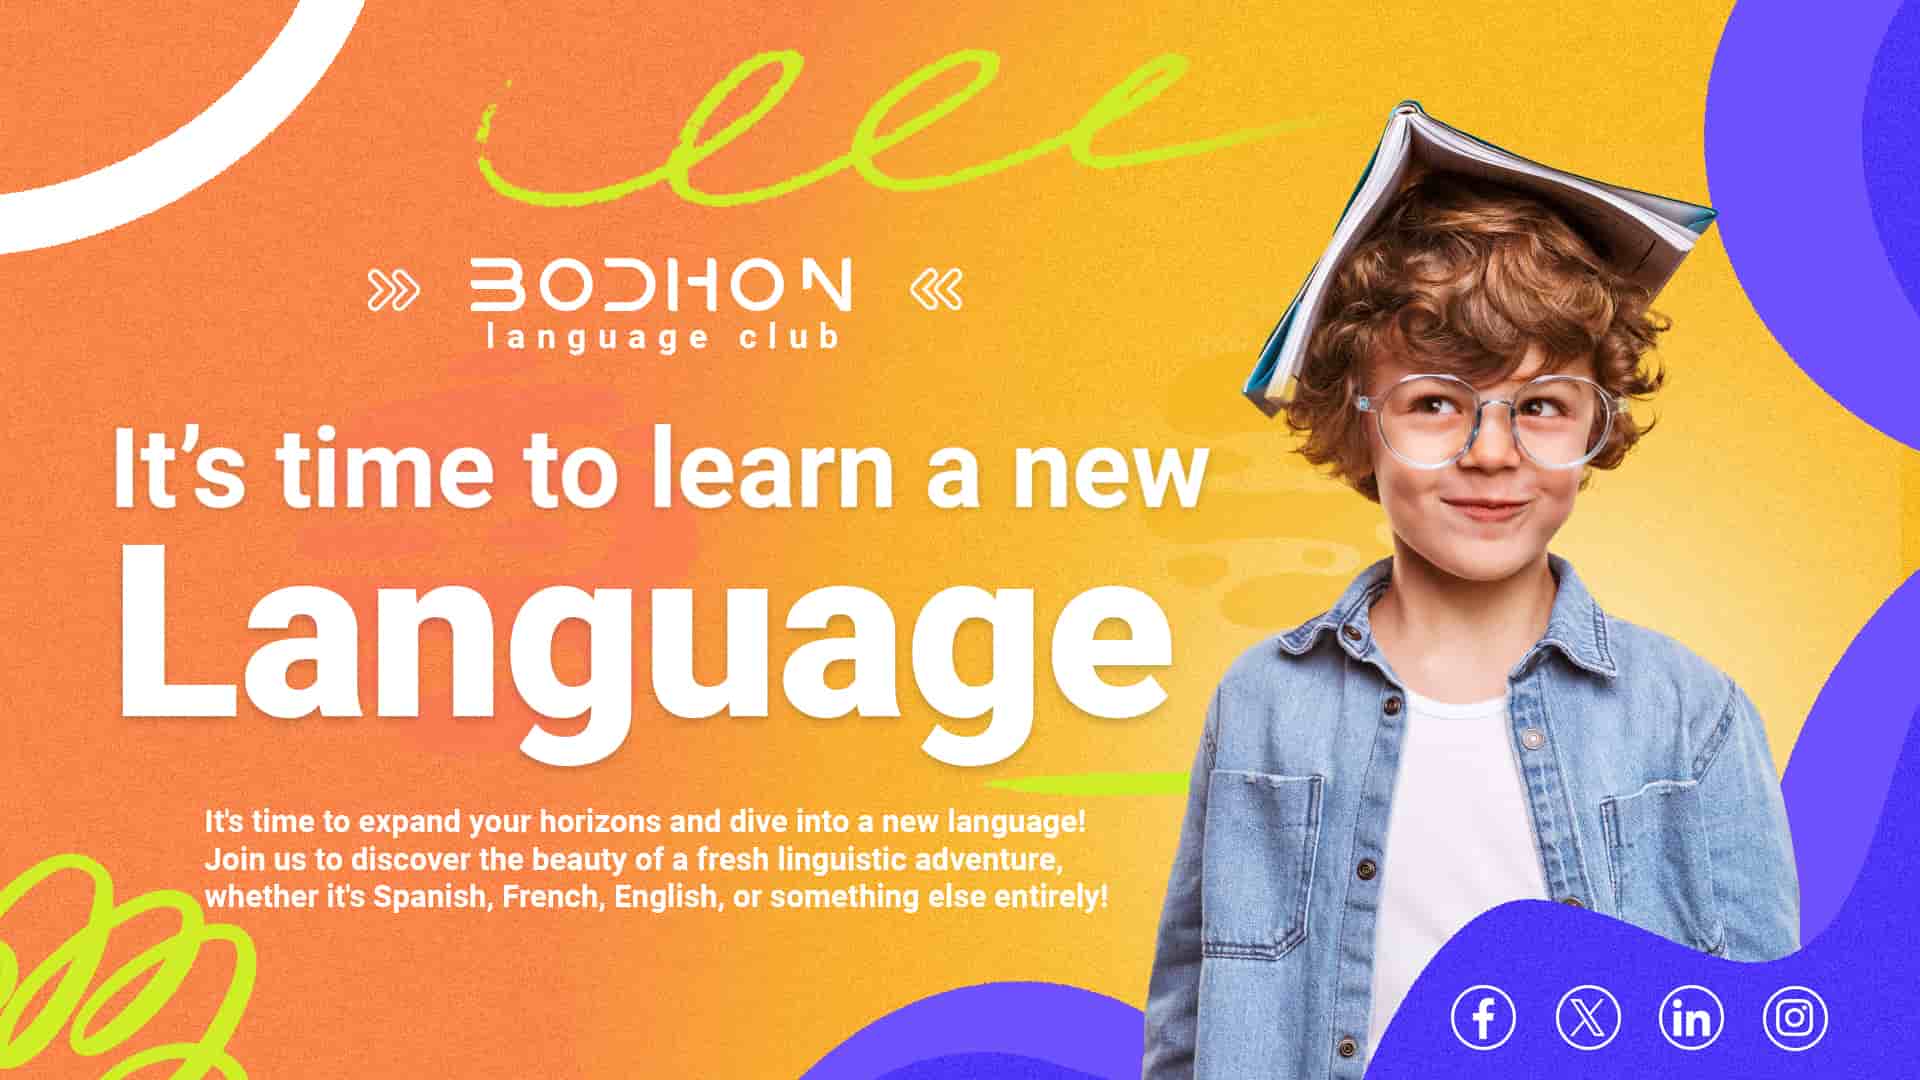 BODHON
language club
It’s time to learn a new
Language
It's time to expand your horizons and dive into a new language!
Join us to discover the beauty of a fresh linguistic adventure,
whether it's Spanish, French, English, or something else entirely!